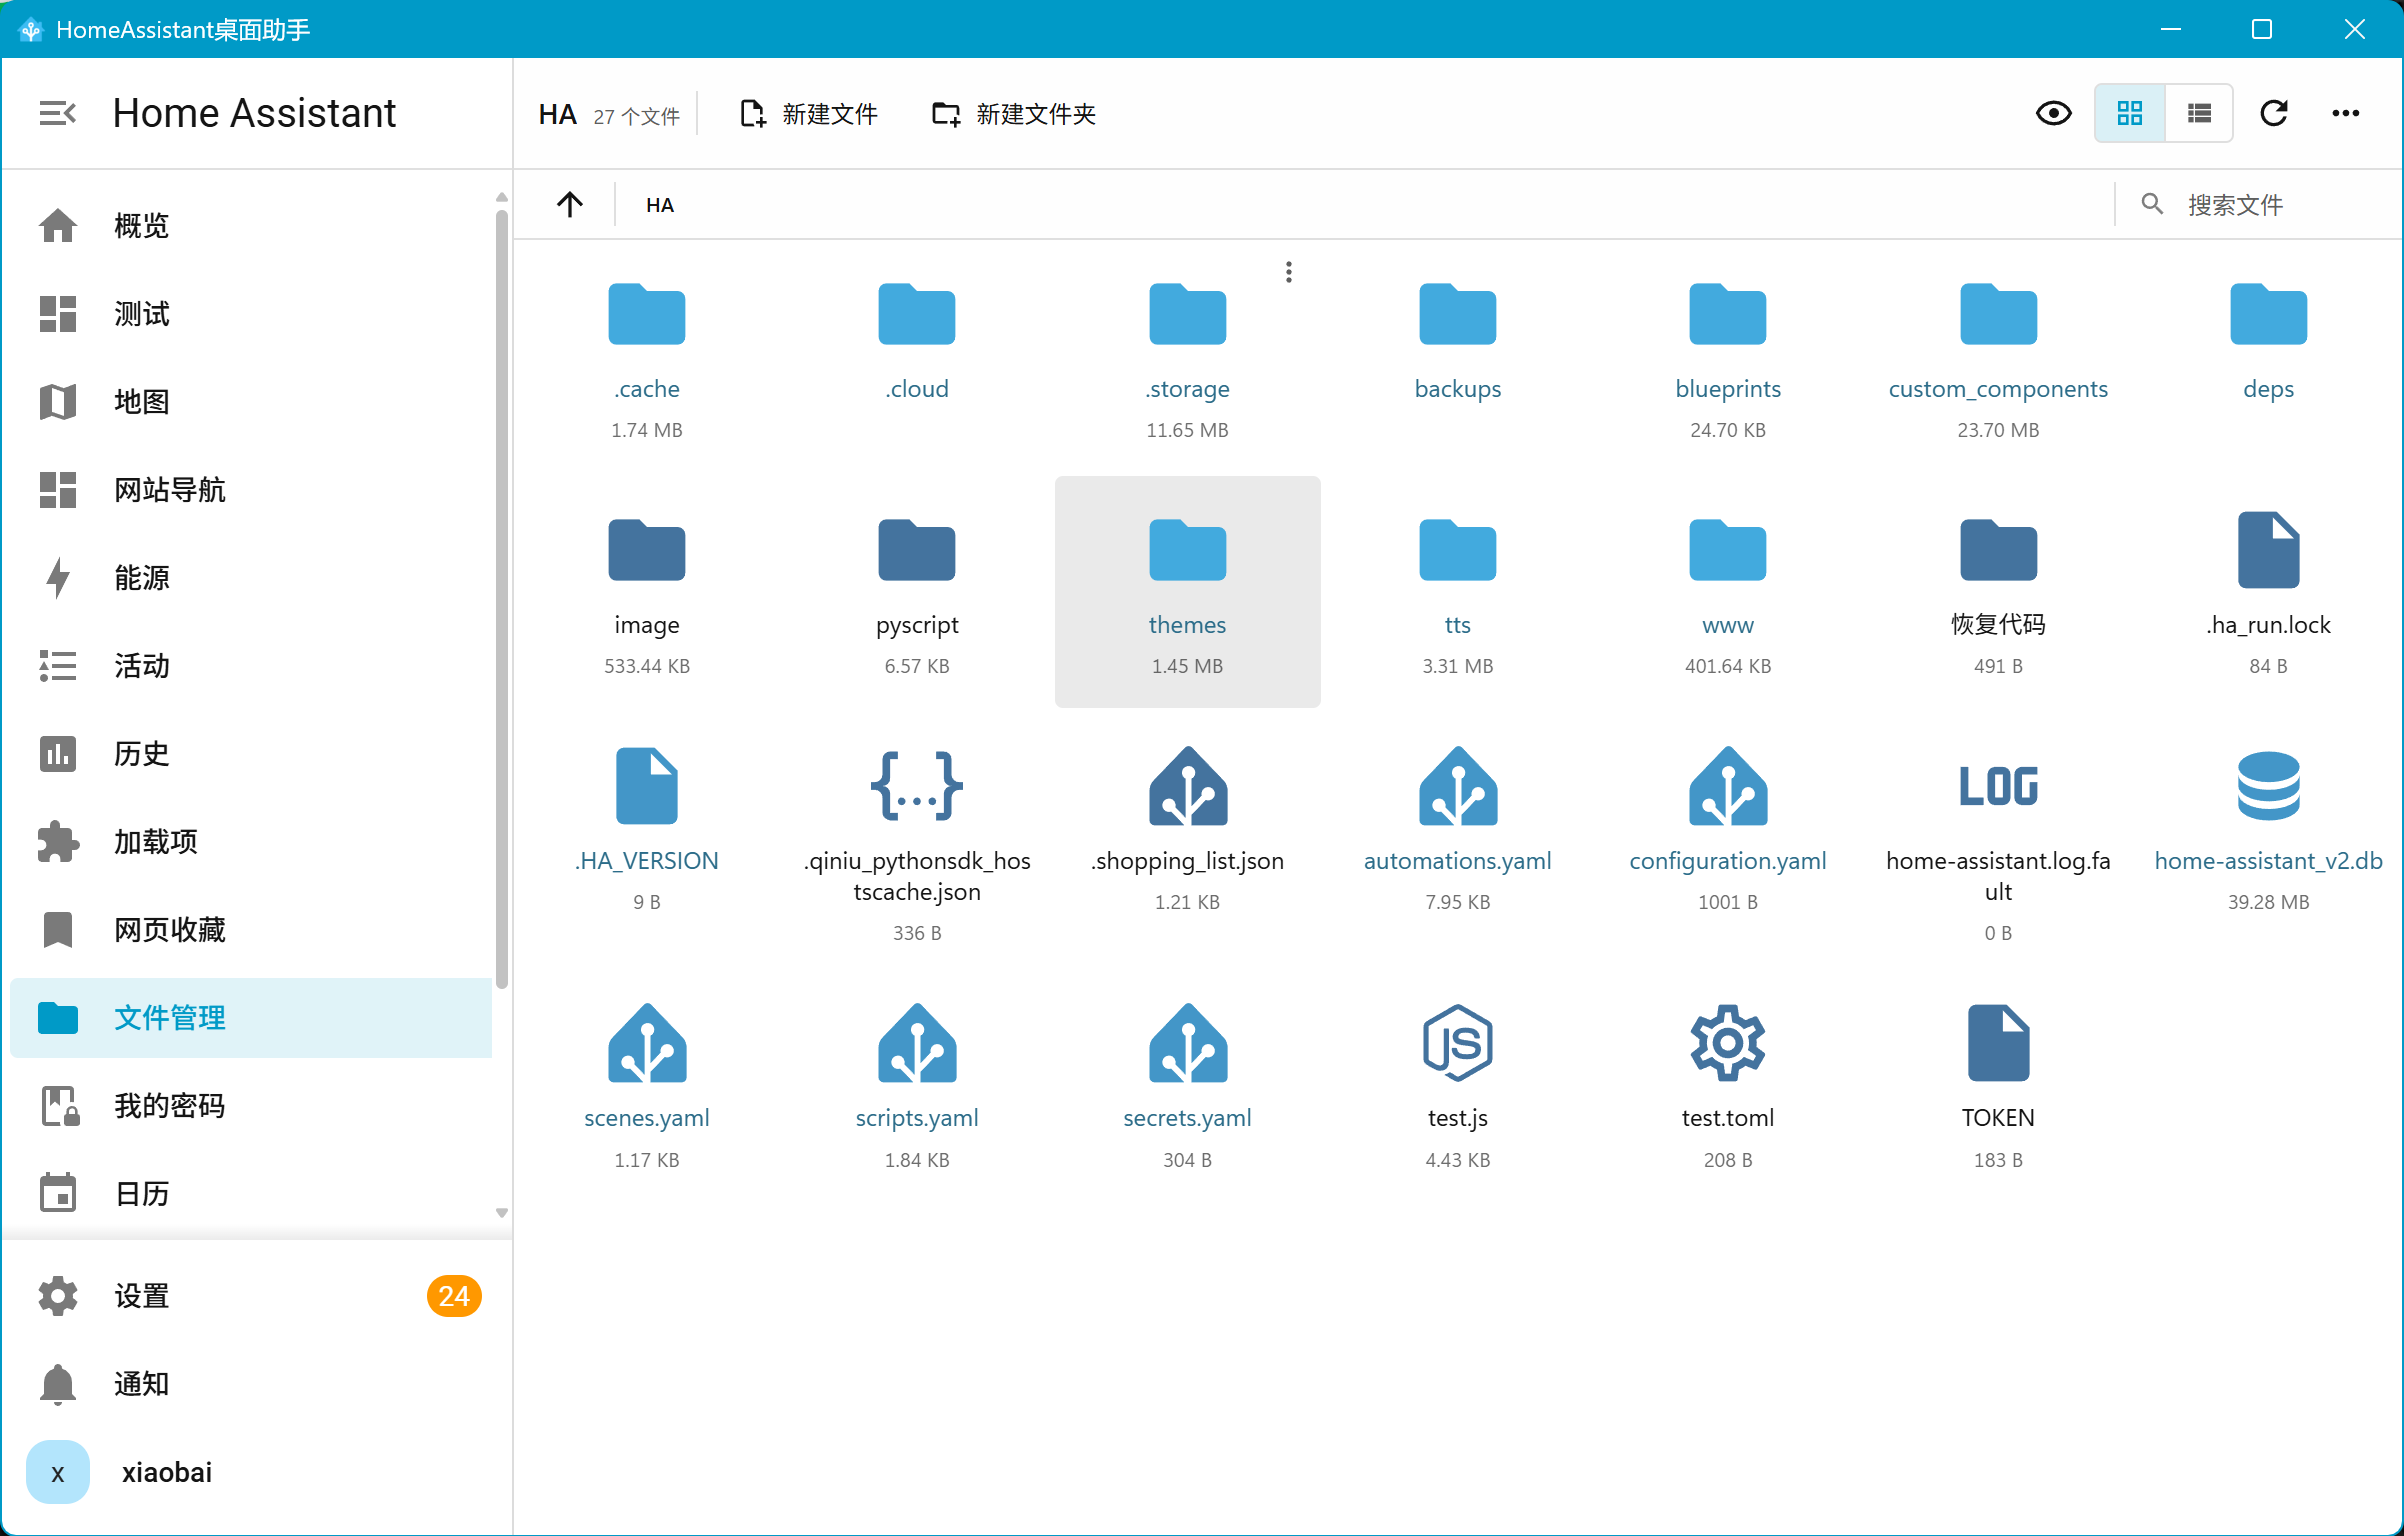 HomeAssistant桌面助手
Home Assistant
概览
测试
地图
网站导航
能源
活动
历史
加载项
网页收藏
文件管理
我的密码
日历
设置
24
通知
x
xiaobai
HA 27 个文件 新建文件 新建文件夹
HA
搜索文件
.cache
1.74 MB
.cloud
.storage
11.65 MB
backups
blueprints
24.70 KB
custom_components
23.70 MB
deps
image
533.44 KB
pyscript
6.57 KB
themes
1.45 MB
tts
3.31 MB
www
401.64 KB
恢复代码
491 B
.ha_run.lock
84 B
.HA_VERSION
9 B
{...}
.qiniu_pythonsdk_hos
tscache.json
336 B
.shopping_list.json
1.21 KB
automations.yaml
7.95 KB
configuration.yaml
1001 B
LOG
home-assistant.log.fa
ult
0 B
home-assistant_v2.db
39.28 MB
scenes.yaml
1.17 KB
scripts.yaml
1.84 KB
secrets.yaml
304 B
JS
test.js
4.43 KB
test.toml
208 B
TOKEN
183 B